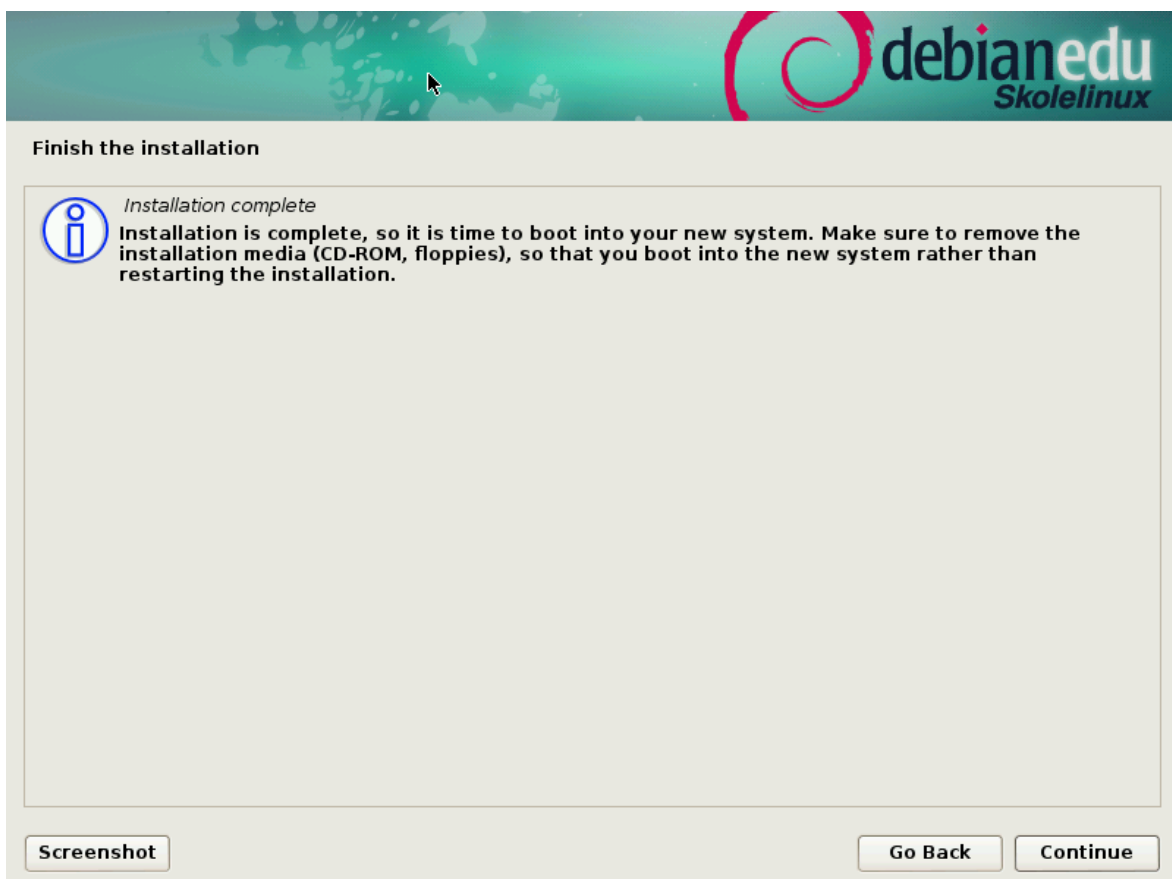 debianedu
Skolelinux
Finish the installation
Installation complete
Installation is complete, so it is time to boot into your new system. Make sure to remove the
installation media (CD-ROM, floppies), so that you boot into the new system rather than
restarting the installation.
Screenshot
Go Back
Continue